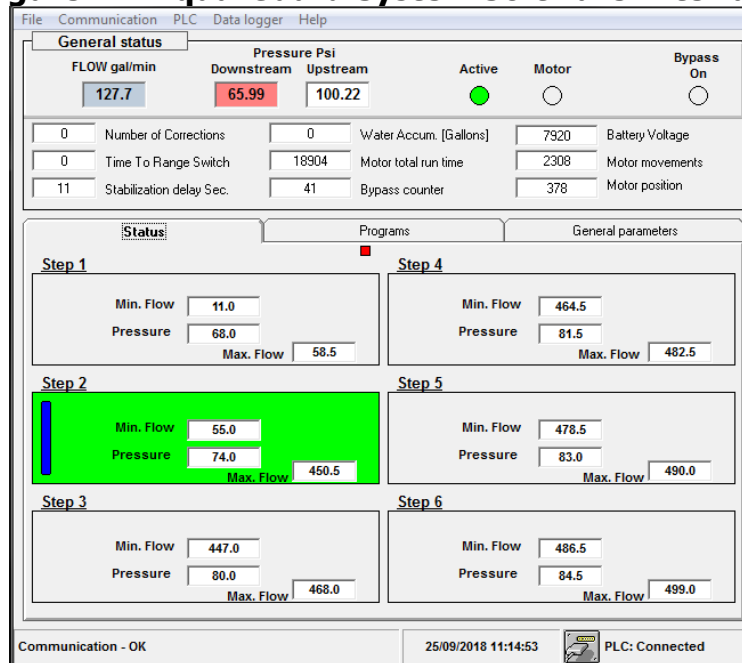 File Communication PLC Data logger Help
General status
Pressure Psi
FLOW gal/min Downstream Upstream Active Motor Bypass On
127.7 65.99 100.22
0 Number of Corrections 0 Water Accum. [Gallons] 7920 Battery Voltage
0 Time To Range Switch 18904 Motor total run time 2308 Motor movements
11 Stabilization delay Sec. 41 Bypass counter 378 Motor position
Status Programs General parameters
Step 1 Step 4
Min. Flow 11.0 Min. Flow 464.5
Pressure 68.0 Pressure 81.5
Max. Flow 58.5 Max. Flow 482.5
Step 2 Step 5
Min. Flow 55.0 Min. Flow 478.5
Pressure 74.0 Pressure 83.0
Max. Flow 450.5 Max. Flow 490.0
Step 3 Step 6
Min. Flow 447.0 Min. Flow 486.5
Pressure 80.0 Pressure 84.5
Max. Flow 468.0 Max. Flow 499.0
Communication - OK 25/09/2018 11:14:53 PLC: Connected